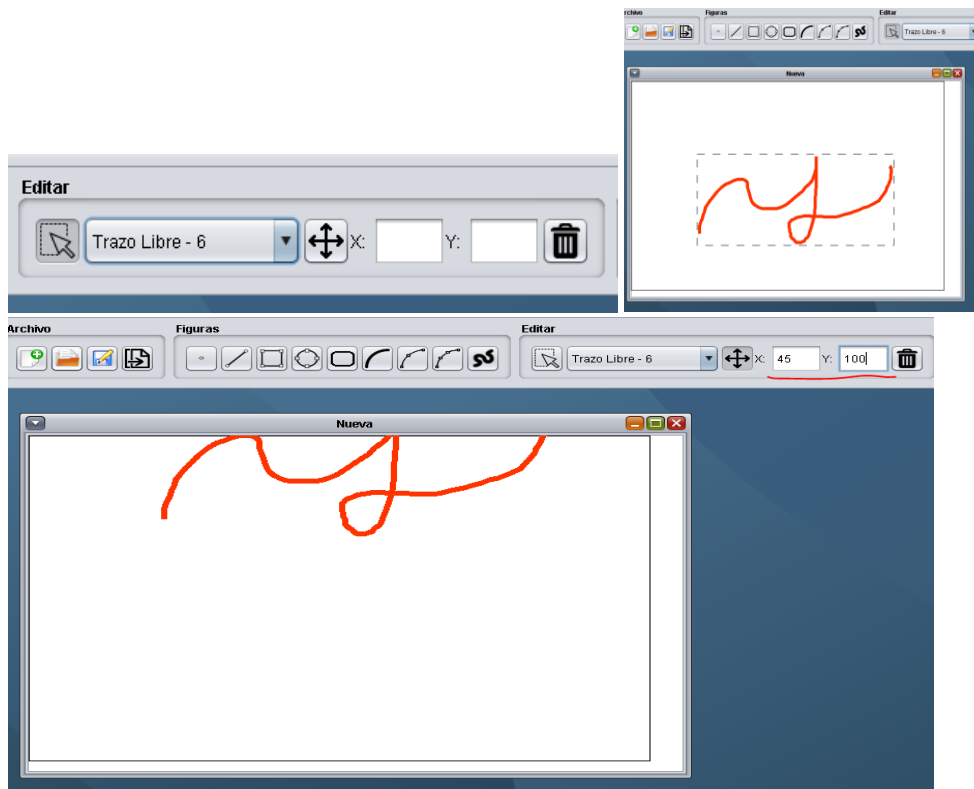 rchivo Figuras Editar
Trazo Libre - 6
Nueva
Editar
Trazo Libre - 6 X: Y:
Archivo Figuras Editar
Trazo Libre - 6 X: 45 Y: 100
Nueva